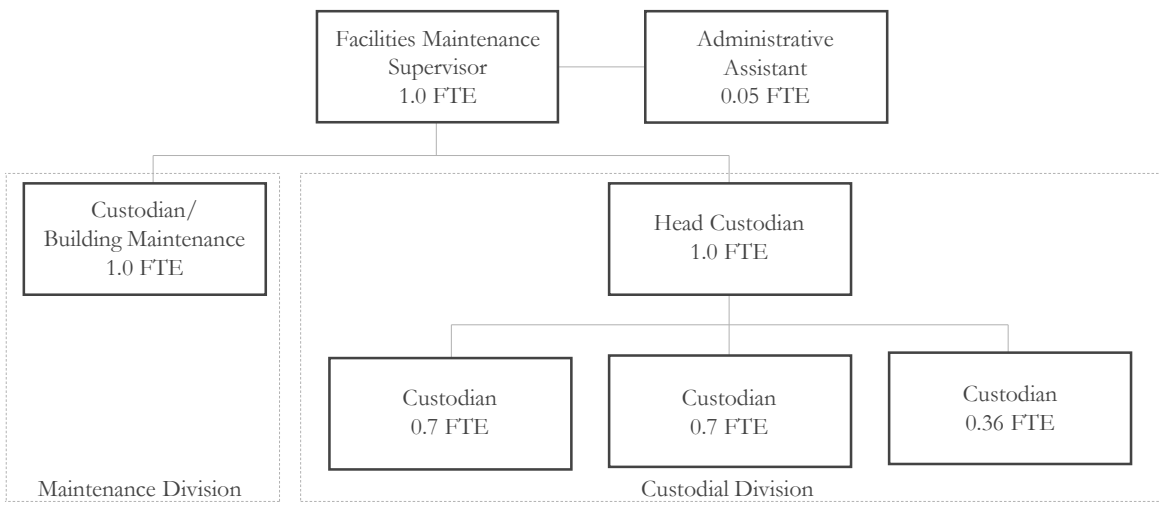 Facilities Maintenance
Supervisor
1.0 FTE
Administrative
Assistant
0.05 FTE
Custodian/
Building Maintenance
1.0 FTE
Head Custodian
1.0 FTE
Custodian
0.7 FTE
Custodian
0.7 FTE
Custodian
0.36 FTE
Maintenance Division
Custodial Division